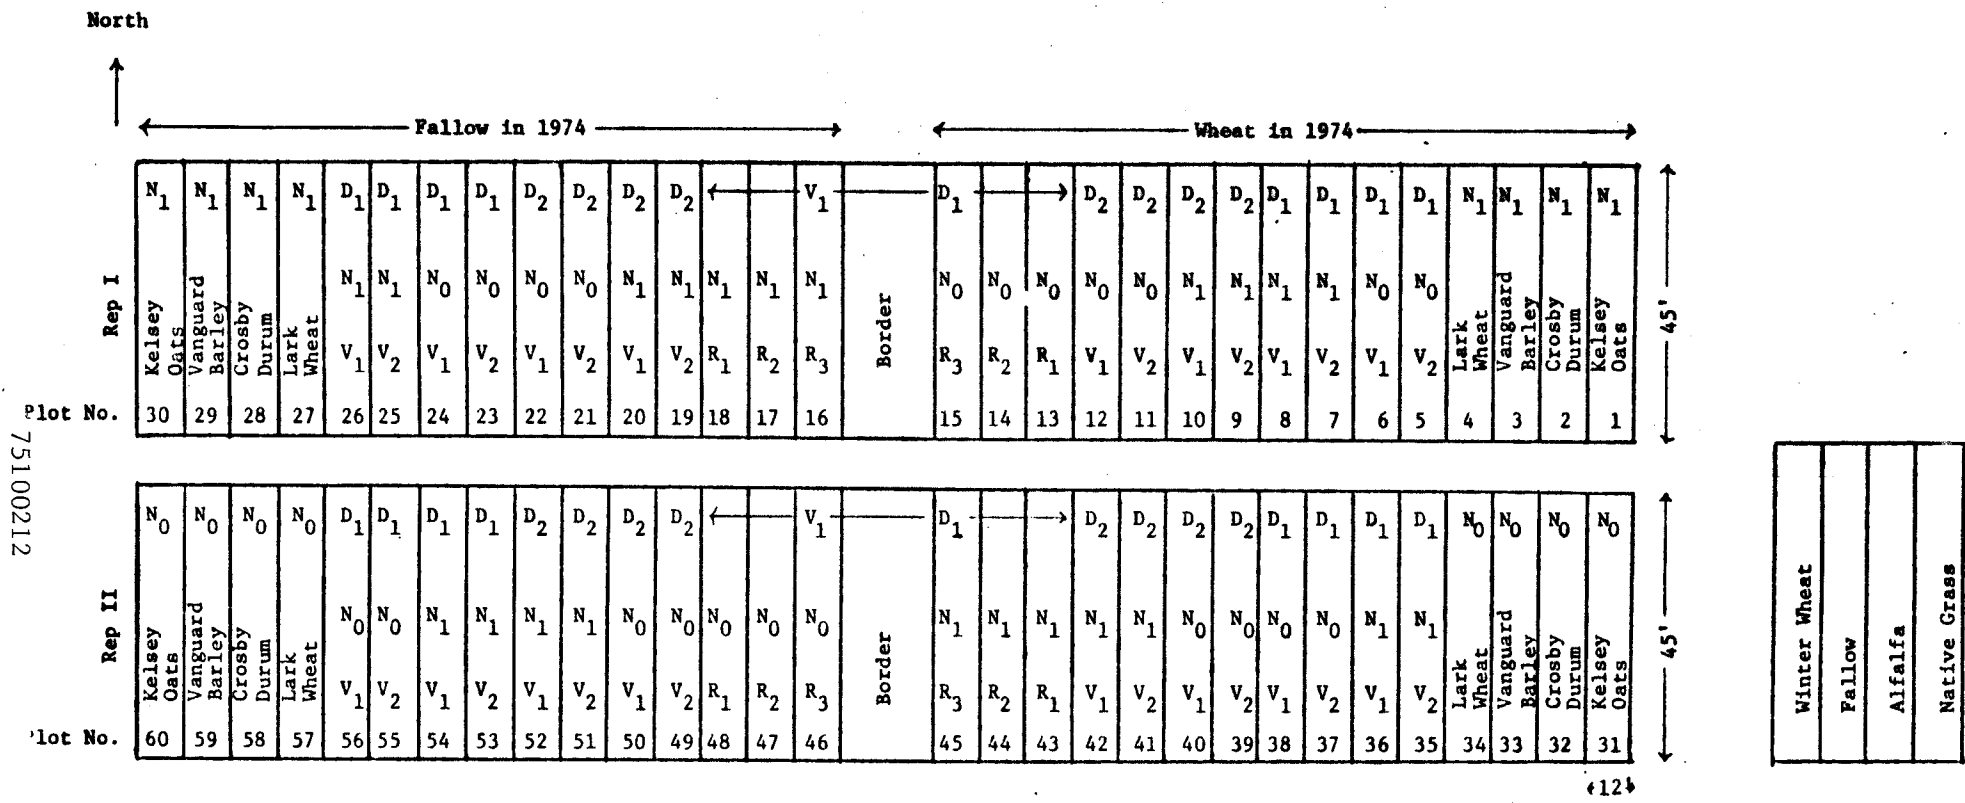 North
Fallow in 1974
Wheat in 1974
N1 N1 N1 N1 D1 D1 D1 D1 D2 D2 D2 D2 V1 D1 D2 D2 D2 D2 D1 D1 D1 D1 N1 N1 N1 N1
N1 N1 N0 N0 N0 N0 N1 N1 N1 N1 N1 N0 N0 N0 N0 N0 N1 N1 N1 N1 N0 N0
Rep I
Kelsey Oats
Vanguard Barley
Crosby Durum
Lark Wheat
V1 V2 V1 V2 V1 V2 V1 V2 R1 R2 R3
Border
R3 R2 R1 V1 V2 V1 V2 V1 V2 V1 V2
Lark Wheat
Vanguard Barley
Crosby Durum
Kelsey Oats
45'
Plot No. 30 29 28 27 26 25 24 23 22 21 20 19 18 17 16 15 14 13 12 11 10 9 8 7 6 5 4 3 2 1
75100212
N0 N0 N0 N0 D1 D1 D1 D1 D2 D2 D2 D2 V1 D1 D2 D2 D2 D2 D1 D1 D1 D1 N0 N0 N0 N0
N0 N0 N1 N1 N1 N1 N0 N0 N0 N0 N0 N1 N1 N1 N1 N1 N0 N0 N0 N0 N1 N1
Rep II
Kelsey Oats
Vanguard Barley
Crosby Durum
Lark Wheat
V1 V2 V1 V2 V1 V2 V1 V2 R1 R2 R3
Border
R3 R2 R1 V1 V2 V1 V2 V1 V2 V1 V2
Lark Wheat
Vanguard Barley
Crosby Durum
Kelsey Oats
45'
lot No. 60 59 58 57 56 55 54 53 52 51 50 49 48 47 46 45 44 43 42 41 40 39 38 37 36 35 34 33 32 31
12
Winter Wheat
Fallow
Alfalfa
Native Grass